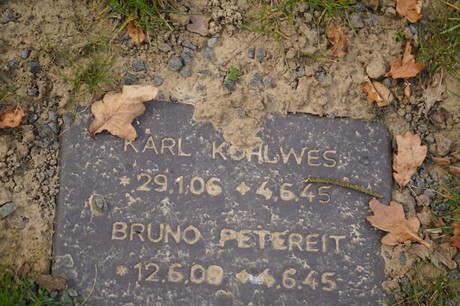 KARL KOHLWES
* 29.1.06 ✢ 4.6.45
BRUNO PETEREIT
* 12.6.08 ✢ 4.6.45